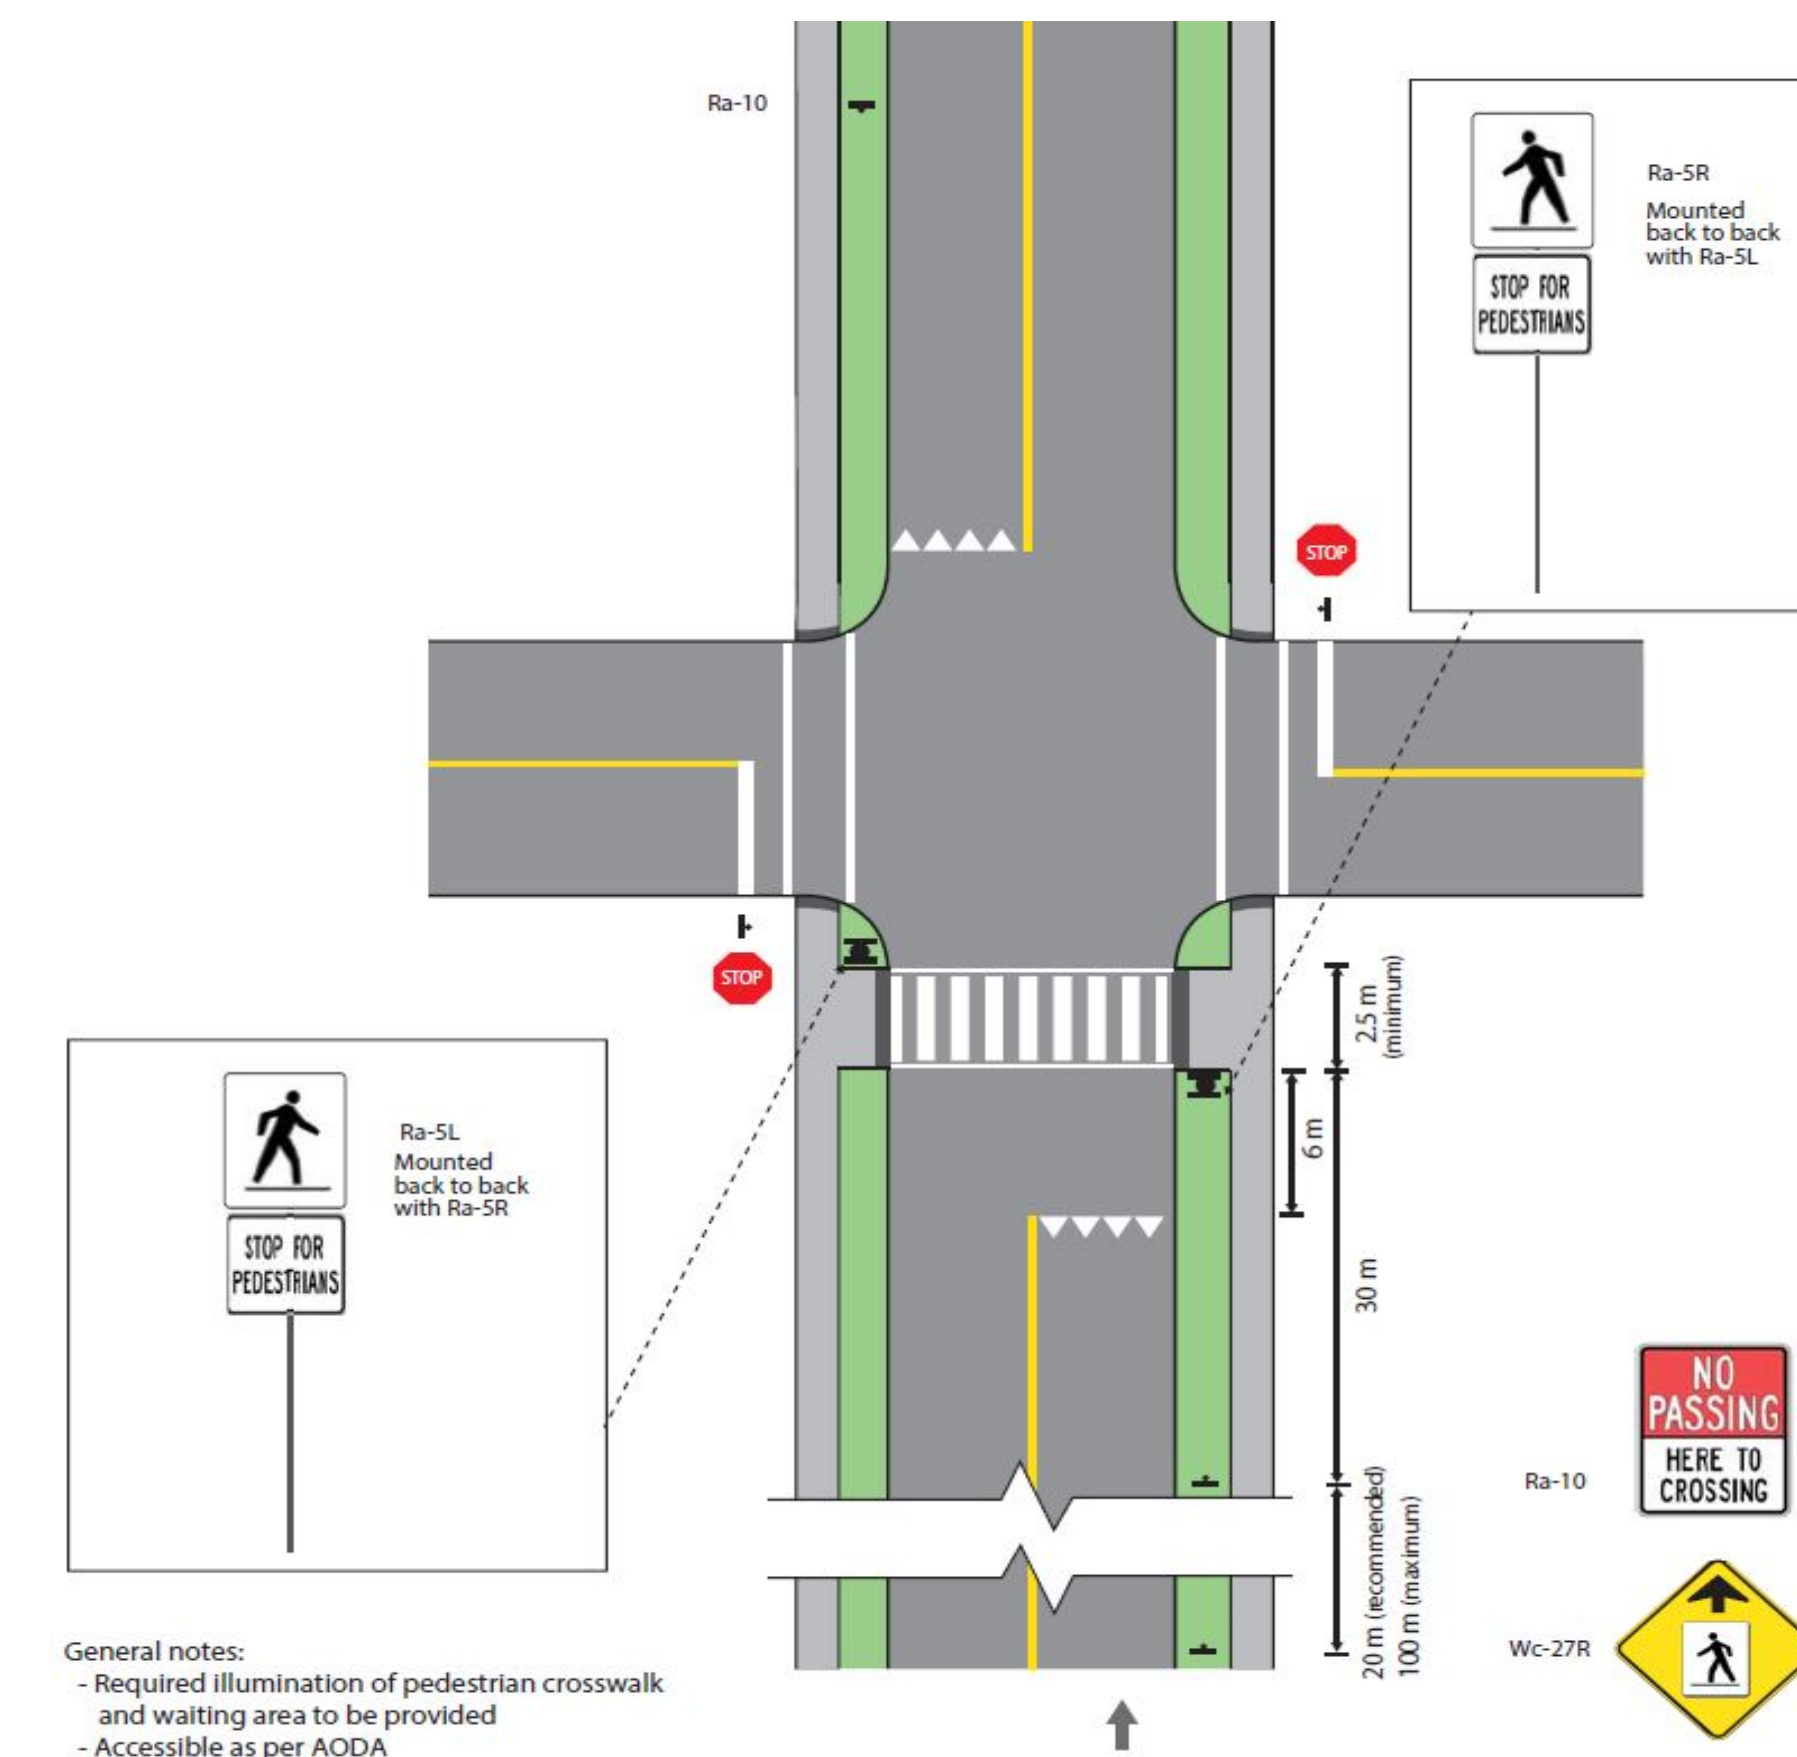 Ra-10
Ra-5R
Mounted
back to back
with Ra-5L
STOP FOR
PEDESTRIANS
STOP
STOP
2.5 m
(minimum)
6 m
30 m
Ra-5L
Mounted
back to back
with Ra-5R
STOP FOR
PEDESTRIANS
NO
PASSING
HERE TO
CROSSING
Ra-10
20 m (recommended)
100 m (maximum)
Wc-27R
General notes:
- Required illumination of pedestrian crosswalk
and waiting area to be provided
- Accessible as per AODA